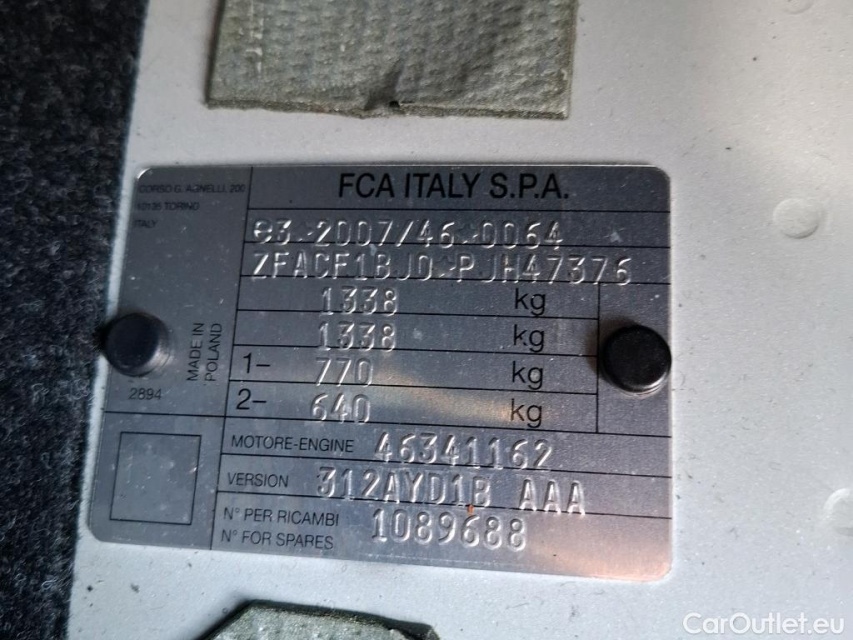 FCA ITALY S.P.A.
CORSO G. AGNELLI, 200
10135 TORINO
ITALY
e3*2007/46*0064
ZFACF1BJ0*PJH47376
1338 kg
1338 kg
1- 770 kg
2- 640 kg
MADE IN
POLAND
2894
MOTORE-ENGINE 46341162
VERSION 312AYD1B AAA
N° PER RICAMBI
N° FOR SPARES
1089688
CarOutlet.eu